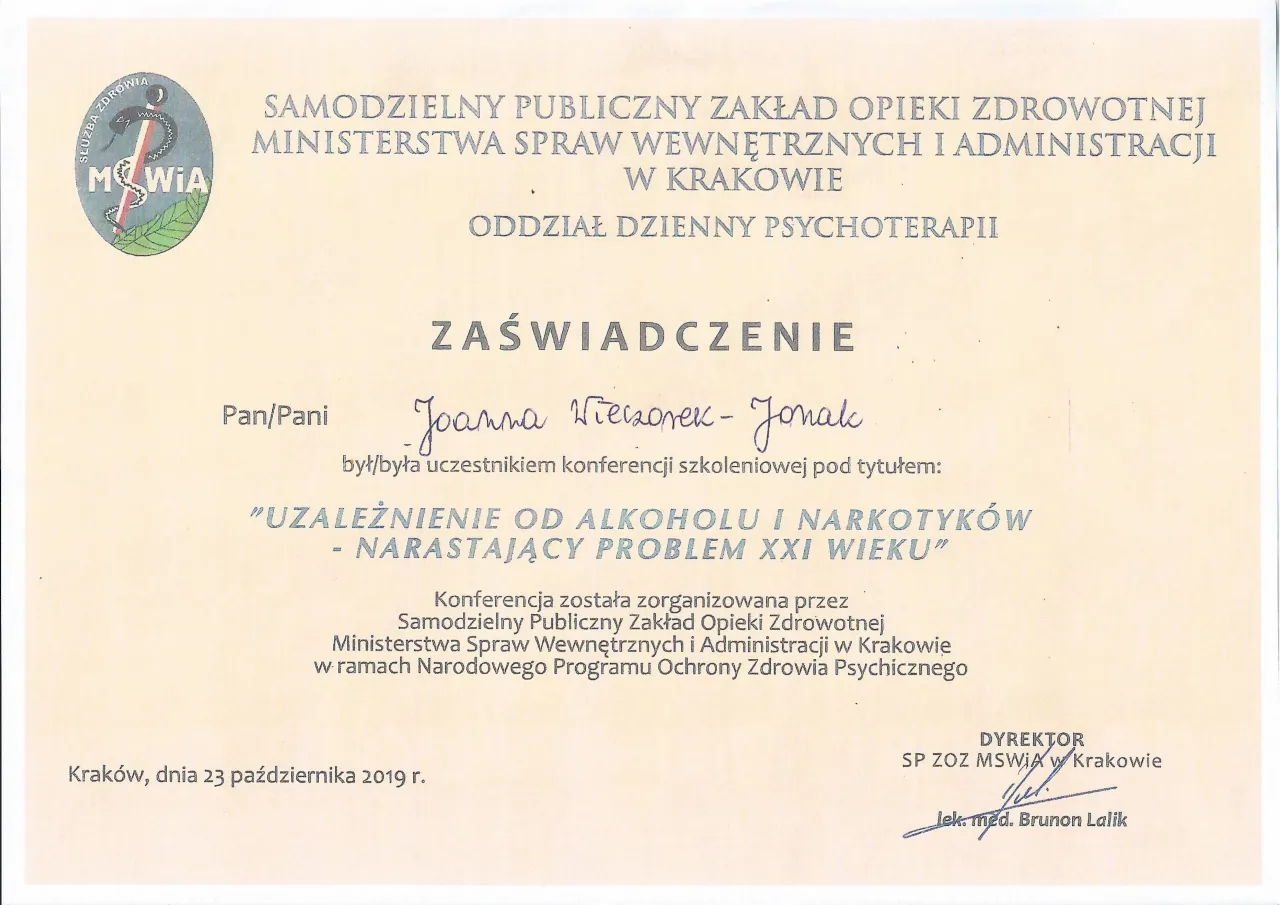 SŁUŻBA ZDROWIA
MSWiA
SAMODZIELNY PUBLICZNY ZAKŁAD OPIEKI ZDROWOTNEJ
MINISTERSTWA SPRAW WEWNĘTRZNYCH I ADMINISTRACJI
W KRAKOWIE
ODDZIAŁ DZIENNY PSYCHOTERAPII
ZAŚWIADCZENIE
Pan/Pani Joanna Wieczorek-Jonak
był/była uczestnikiem konferencji szkoleniowej pod tytułem:
"UZALEŻNIENIE OD ALKOHOLU I NARKOTYKÓW
- NARASTAJĄCY PROBLEM XXI WIEKU"
Konferencja została zorganizowana przez
Samodzielny Publiczny Zakład Opieki Zdrowotnej
Ministerstwa Spraw Wewnętrznych i Administracji w Krakowie
w ramach Narodowego Programu Ochrony Zdrowia Psychicznego
Kraków, dnia 23 października 2019 r.
DYREKTOR
SP ZOZ MSWiA w Krakowie
lek. med. Brunon Lalik